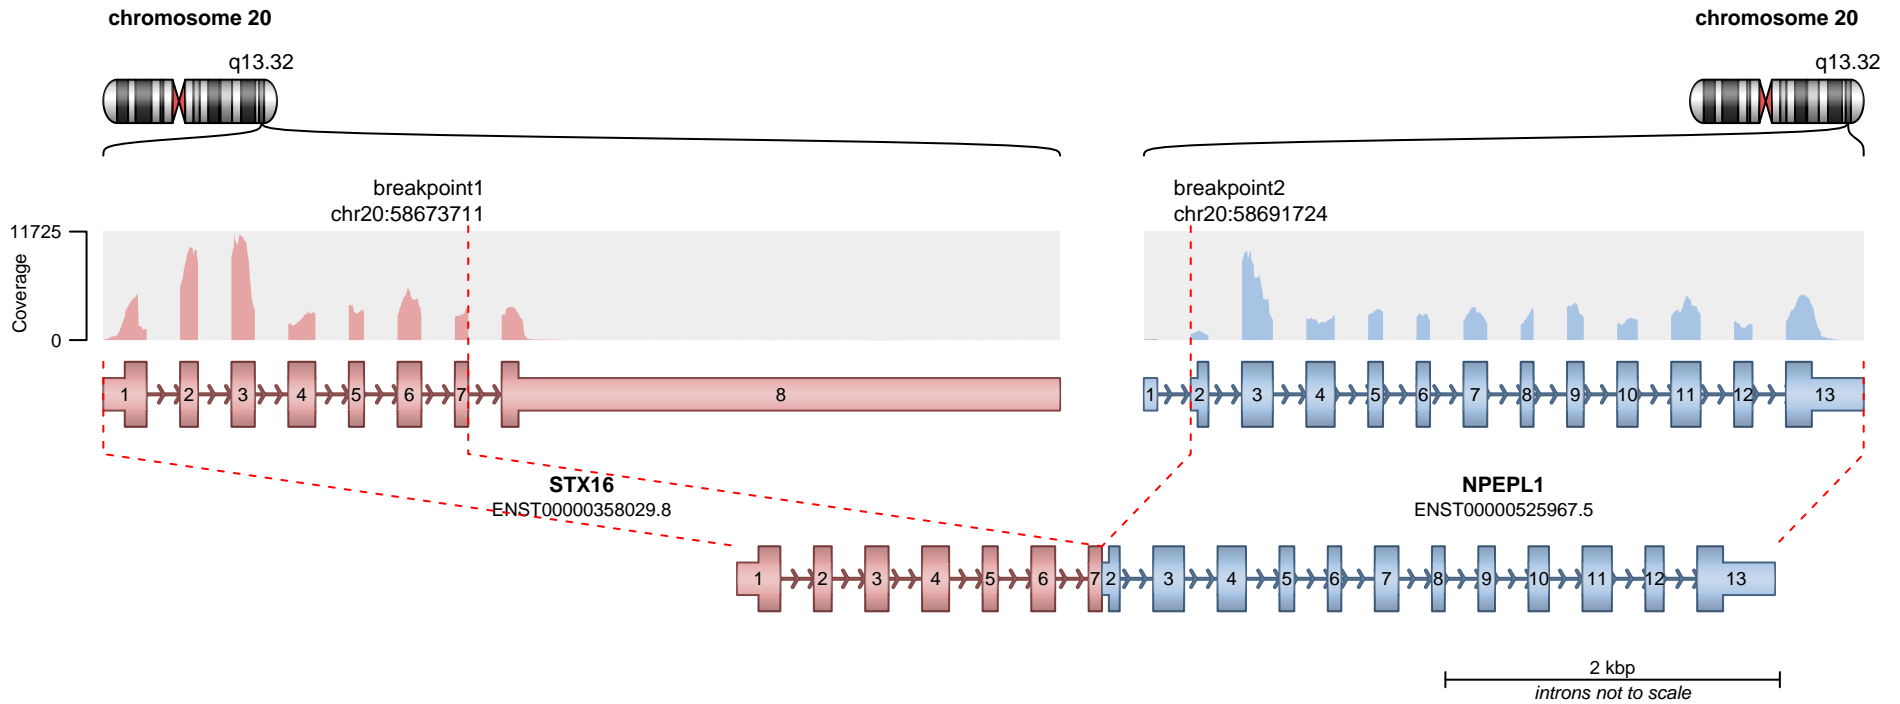 chromosome 20
chromosome 20
q13.32
q13.32
breakpoint1
chr20:58673711
breakpoint2
chr20:58691724
11725
Coverage
0
1 2 3 4 5 6 7 8
1 2 3 4 5 6 7 8 9 10 11 12 13
STX16
ENST00000358029.8
NPEPL1
ENST00000525967.5
1 2 3 4 5 6 7 2 3 4 5 6 7 8 9 10 11 12 13
2 kbp
introns not to scale